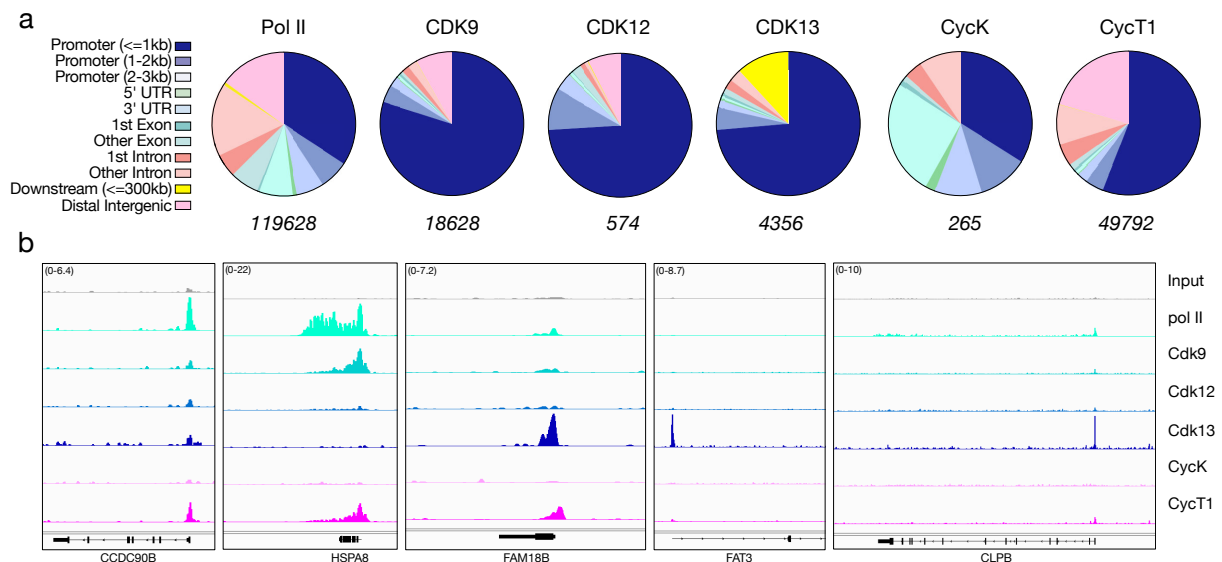 a
Pol II
CDK9
CDK12
CDK13
CycK
CycT1
Promoter (<=1kb)
Promoter (1-2kb)
Promoter (2-3kb)
5' UTR
3' UTR
1st Exon
Other Exon
1st Intron
Other Intron
Downstream (<=300kb)
Distal Intergenic
119628
18628
574
4356
265
49792
b
(0-6.4)
(0-22)
(0-7.2)
(0-8.7)
(0-10)
Input
pol II
Cdk9
Cdk12
Cdk13
CycK
CycT1
CCDC90B
HSPA8
FAM18B
FAT3
CLPB